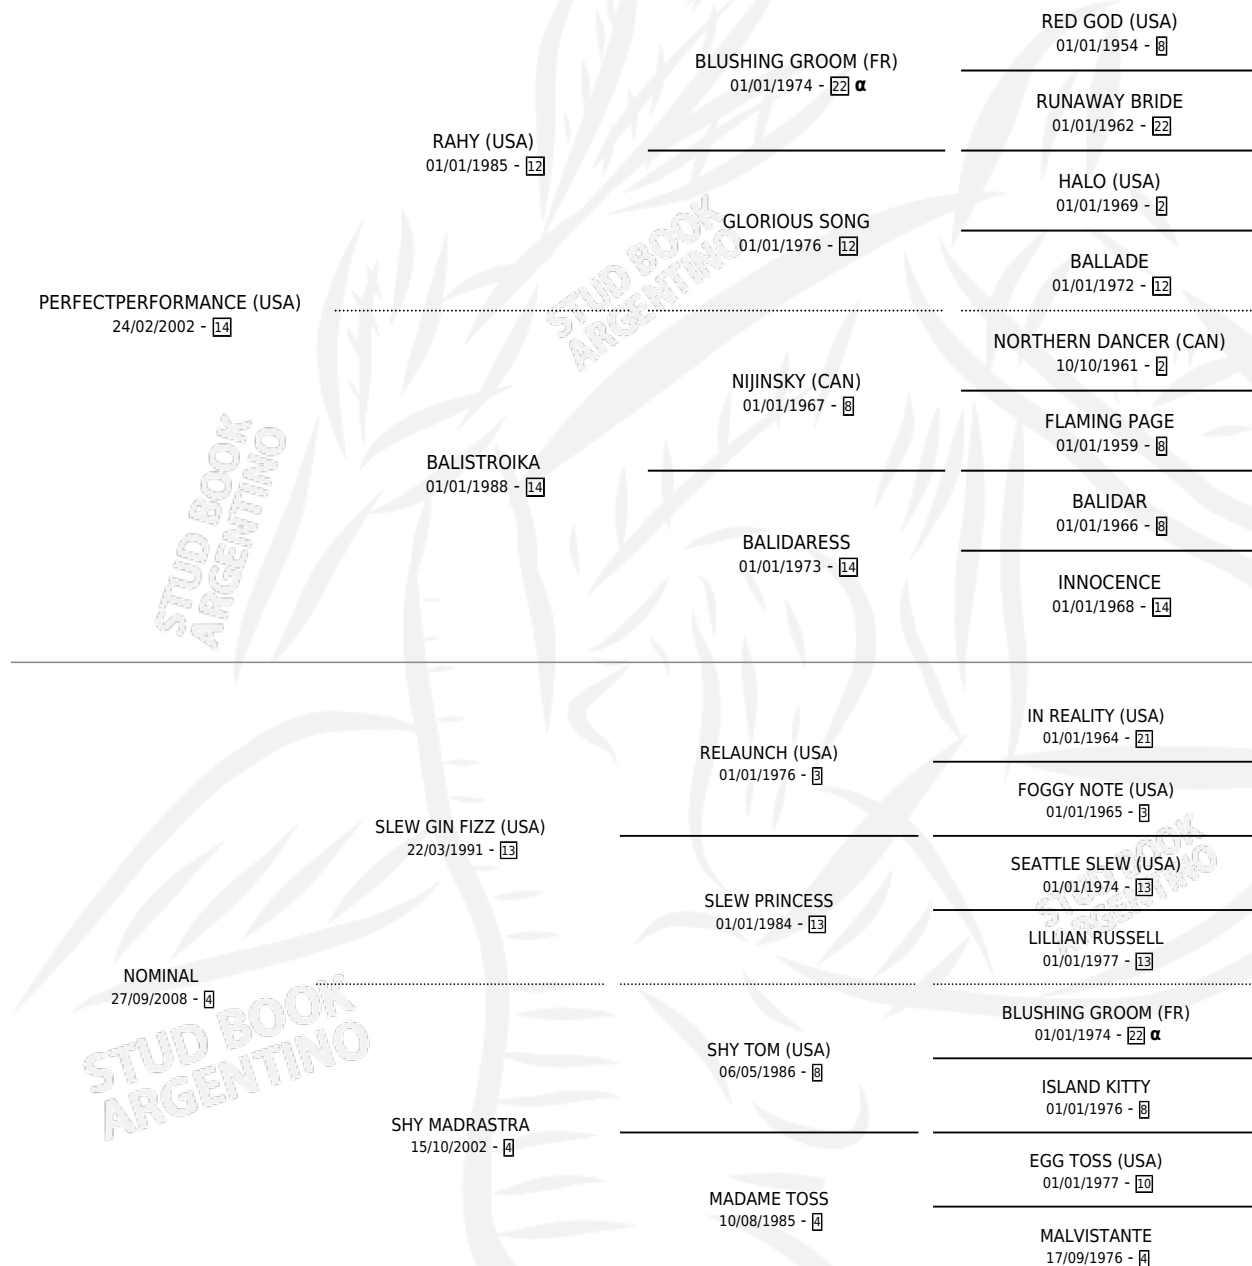 RED GOD (USA)
01/01/1954 - 8
BLUSHING GROOM (FR)
01/01/1974 - 22 α
RUNAWAY BRIDE
01/01/1962 - 22
RAHY (USA)
01/01/1985 - 12
HALO (USA)
01/01/1969 - 2
GLORIOUS SONG
01/01/1976 - 12
BALLADE
01/01/1972 - 12
PERFECTPERFORMANCE (USA)
24/02/2002 - 14
NORTHERN DANCER (CAN)
10/10/1961 - 2
NIJINSKY (CAN)
01/01/1967 - 8
FLAMING PAGE
01/01/1959 - 8
BALISTROIKA
01/01/1988 - 14
BALIDAR
01/01/1966 - 8
BALIDARESS
01/01/1973 - 14
INNOCENCE
01/01/1968 - 14
STUD BOOK
ARGENTINO
STUD BOOK
ARGENTINO
IN REALITY (USA)
01/01/1964 - 21
RELAUNCH (USA)
01/01/1976 - 3
FOGGY NOTE (USA)
01/01/1965 - 3
SLEW GIN FIZZ (USA)
22/03/1991 - 13
SEATTLE SLEW (USA)
01/01/1974 - 13
SLEW PRINCESS
01/01/1984 - 13
LILLIAN RUSSELL
01/01/1977 - 13
NOMINAL
27/09/2008 - 4
BLUSHING GROOM (FR)
01/01/1974 - 22 α
SHY TOM (USA)
06/05/1986 - 8
ISLAND KITTY
01/01/1976 - 8
SHY MADRASTRA
15/10/2002 - 4
EGG TOSS (USA)
01/01/1977 - 10
MADAME TOSS
10/08/1985 - 4
MALVISTANTE
17/09/1976 - 4
STUD BOOK
ARGENTINO
STUD BOOK
ARGENTINO